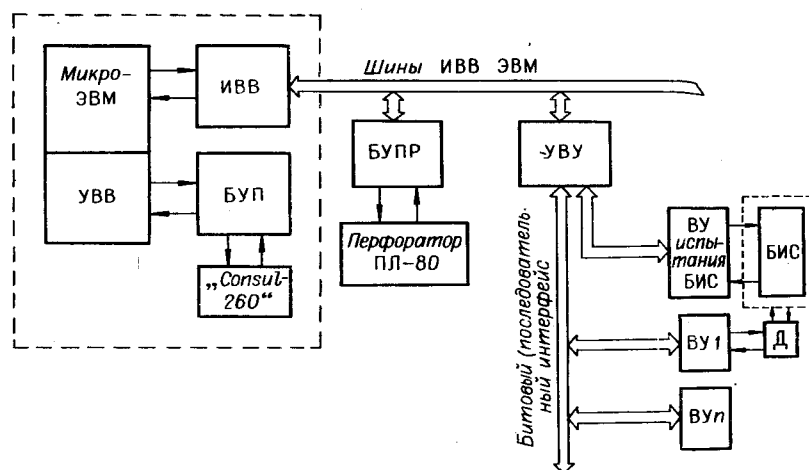 Микро-
ЭВМ
ИВВ
Шины ИВВ ЭВМ
УВВ
БУП
„Consul-
260“
БУПР
Перфоратор
ПЛ-80
УВУ
Битовый (последователь-
ный интерфейс
ВУ
испы-
тания
БИС
БИС
ВУ1
Д
ВУn